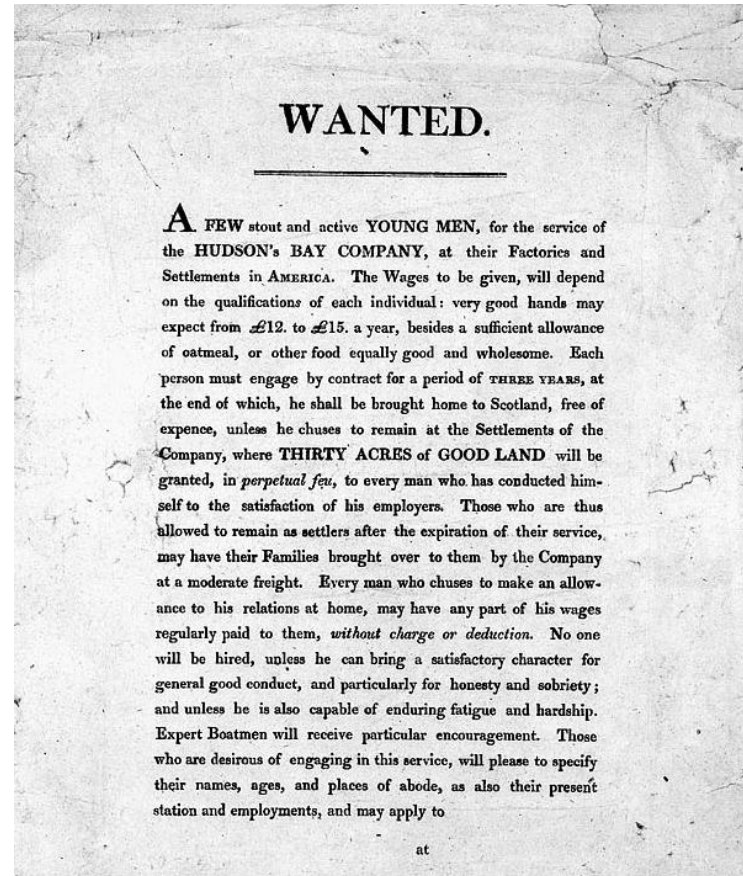 WANTED.
A FEW stout and active YOUNG MEN, for the service of
the HUDSON's BAY COMPANY, at their Factories and
Settlements in AMERICA. The Wages to be given, will depend
on the qualifications of each individual: very good hands may
expect from £12. to £15. a year, besides a sufficient allowance
of oatmeal, or other food equally good and wholesome. Each
person must engage by contract for a period of THREE YEARS, at
the end of which, he shall be brought home to Scotland, free of
expence, unless he chuses to remain at the Settlements of the
Company, where THIRTY ACRES of GOOD LAND will be
granted, in perpetual feu, to every man who has conducted him-
self to the satisfaction of his employers. Those who are thus
allowed to remain as settlers after the expiration of their service,
may have their Families brought over to them by the Company
at a moderate freight. Every man who chuses to make an allow-
ance to his relations at home, may have any part of his wages
regularly paid to them, without charge or deduction. No one
will be hired, unless he can bring a satisfactory character for
general good conduct, and particularly for honesty and sobriety;
and unless he is also capable of enduring fatigue and hardship.
Expert Boatmen will receive particular encouragement. Those
who are desirous of engaging in this service, will please to specify
their names, ages, and places of abode, as also their present
station and employments, and may apply to
at